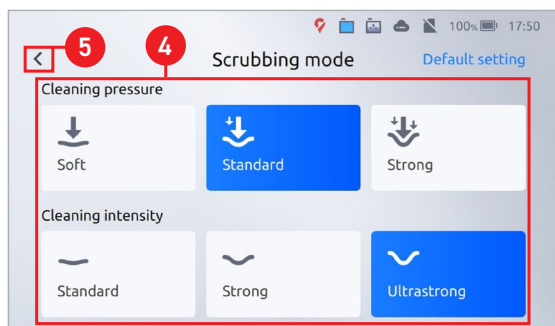 100% 17:50
5 4
< Scrubbing mode Default setting
Cleaning pressure
Soft Standard Strong
Cleaning intensity
Standard Strong Ultrastrong